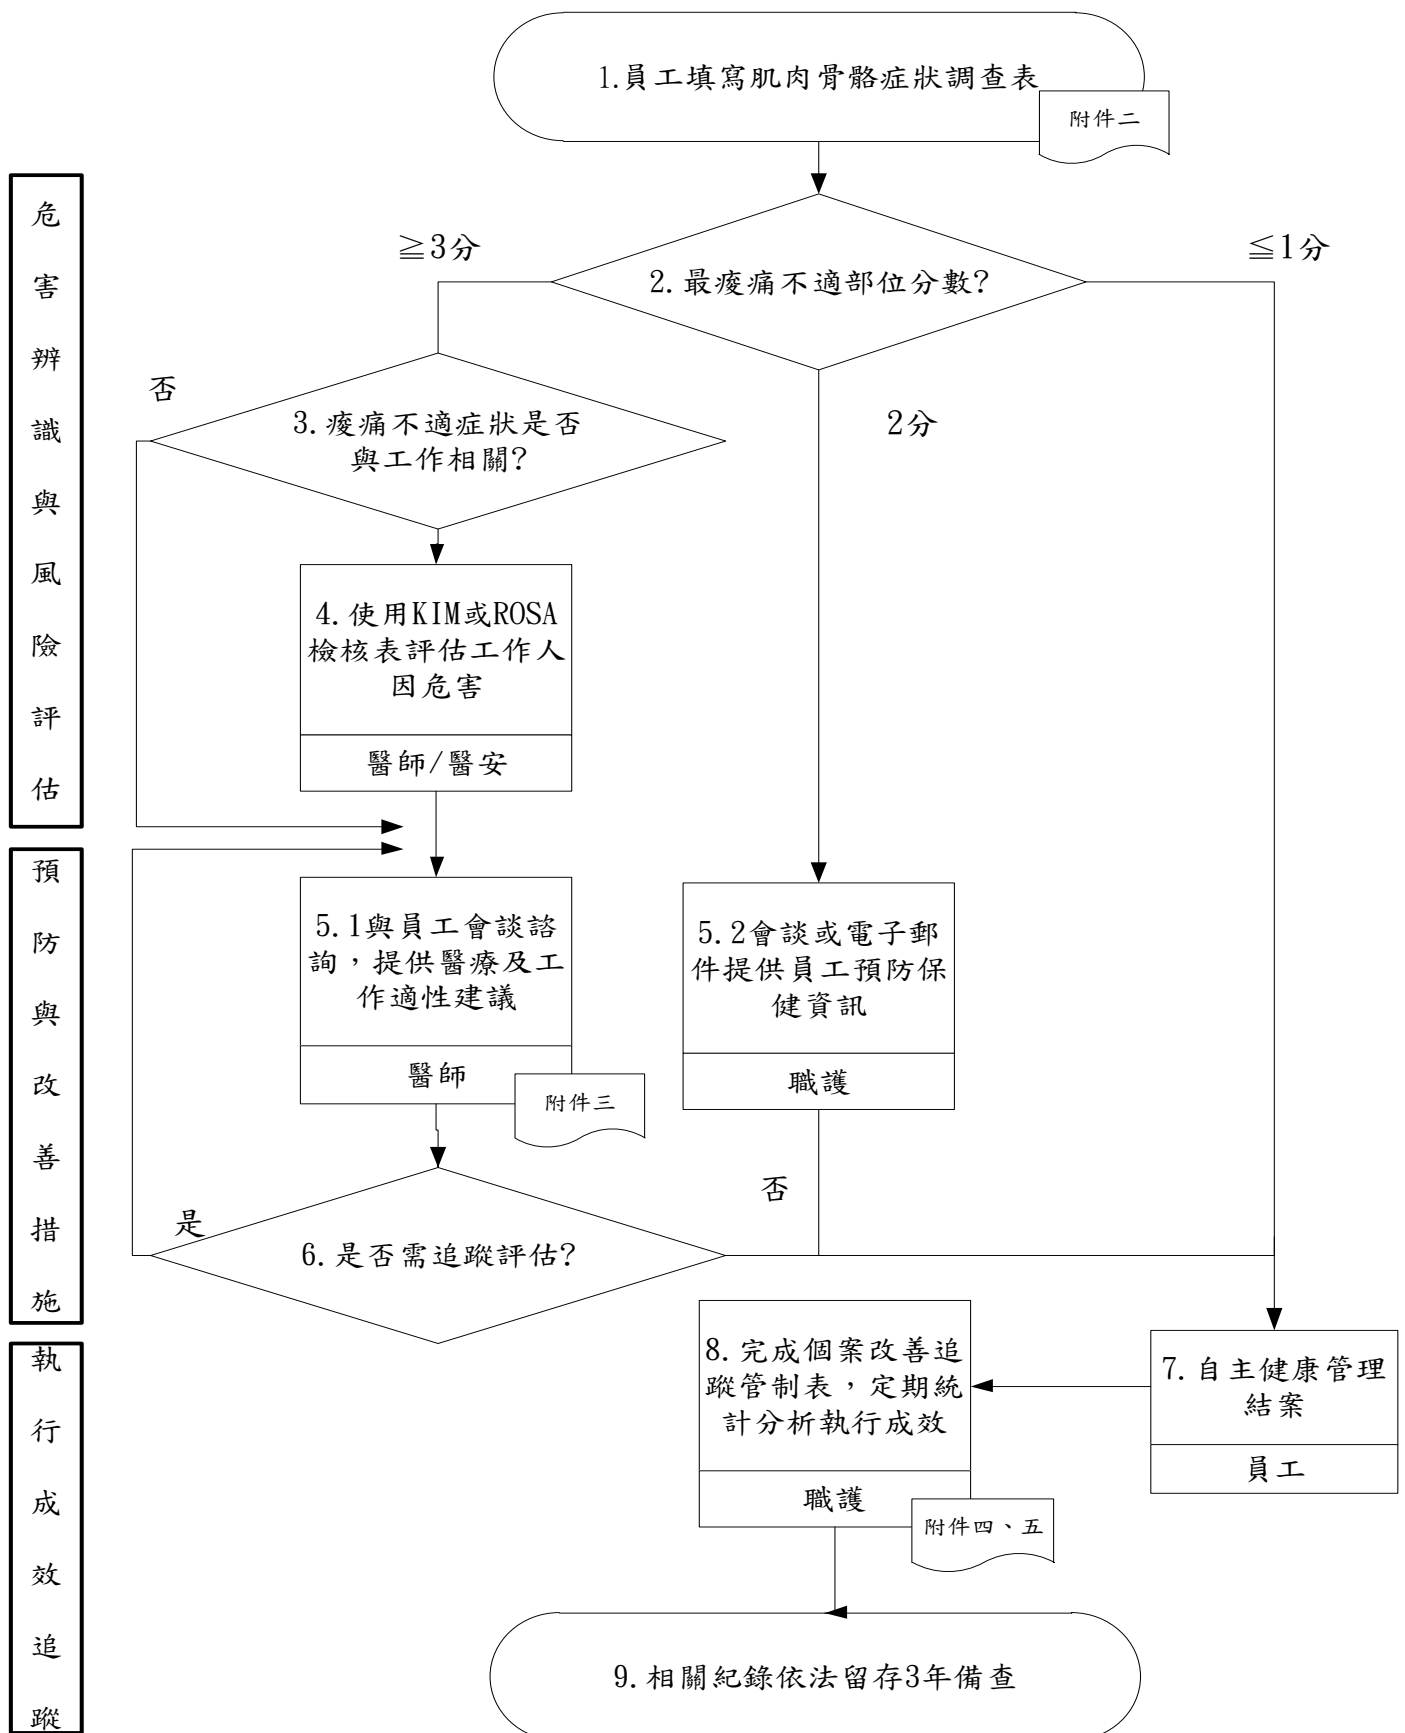 1.員工填寫肌肉骨骼症狀調查表
附件二
危害辨識與風險評估
≧3分
≦1分
2.最痠痛不適部位分數?
否
3.痠痛不適症狀是否
與工作相關?
2分
4.使用KIM或ROSA
檢核表評估工作人
因危害
醫師/醫安
預防與改善措施
5.1與員工會談諮
詢，提供醫療及工
作適性建議
醫師
附件三
5.2會談或電子郵
件提供員工預防保
健資訊
職護
否
是
6.是否需追蹤評估?
執行成效追蹤
8.完成個案改善追
蹤管制表，定期統
計分析執行成效
職護
附件四、五
7.自主健康管理
結案
員工
9.相關紀錄依法留存3年備查